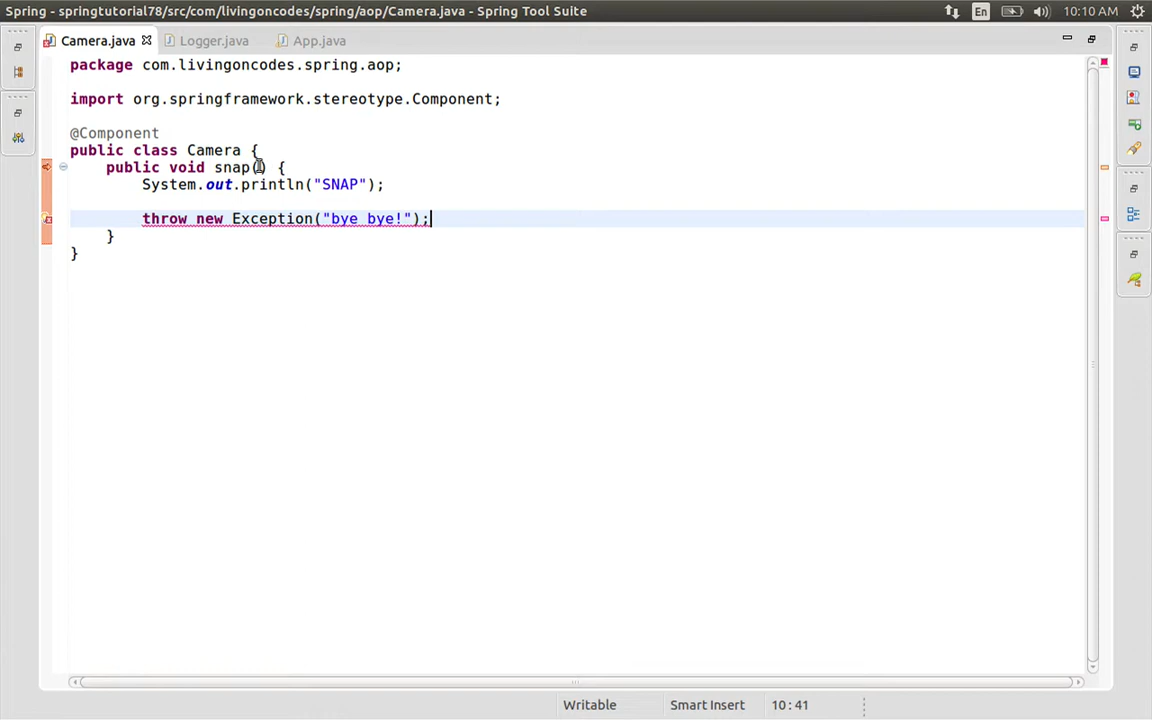 Spring - springtutorial78/src/com/livingoncodes/spring/aop/Camera.java - Spring Tool Suite
En
10:10 AM
Camera.java
Logger.java
App.java
package com.livingoncodes.spring.aop;
import org.springframework.stereotype.Component;
@Component
public class Camera {
public void snap() {
System.out.println("SNAP");
throw new Exception("bye bye!");
}
}
Writable
Smart Insert
10 : 41